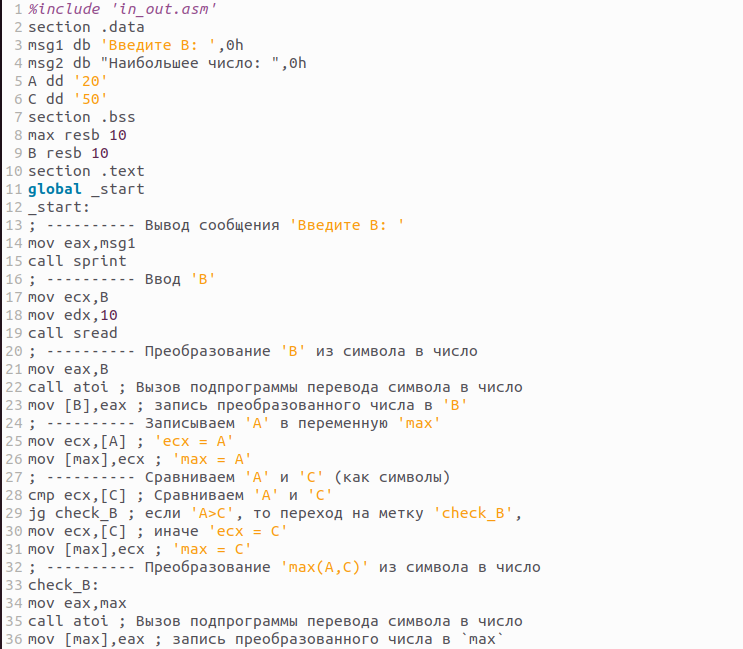 1 %include 'in_out.asm'
2 section .data
3 msg1 db 'Введите B: ',0h
4 msg2 db "Наибольшее число: ",0h
5 A dd '20'
6 C dd '50'
7 section .bss
8 max resb 10
9 B resb 10
10 section .text
11 global _start
12 _start:
13 ; ---------- Вывод сообщения 'Введите B: '
14 mov eax,msg1
15 call sprint
16 ; ---------- Ввод 'B'
17 mov ecx,B
18 mov edx,10
19 call sread
20 ; ---------- Преобразование 'B' из символа в число
21 mov eax,B
22 call atoi ; Вызов подпрограммы перевода символа в число
23 mov [B],eax ; запись преобразованного числа в 'B'
24 ; ---------- Записываем 'A' в переменную 'max'
25 mov ecx,[A] ; 'ecx = A'
26 mov [max],ecx ; 'max = A'
27 ; ---------- Сравниваем 'A' и 'С' (как символы)
28 cmp ecx,[C] ; Сравниваем 'A' и 'С'
29 jg check_B ; если 'A>C', то переход на метку 'check_B',
30 mov ecx,[C] ; иначе 'ecx = C'
31 mov [max],ecx ; 'max = C'
32 ; ---------- Преобразование 'max(A,C)' из символа в число
33 check_B:
34 mov eax,max
35 call atoi ; Вызов подпрограммы перевода символа в число
36 mov [max],eax ; запись преобразованного числа в `max`